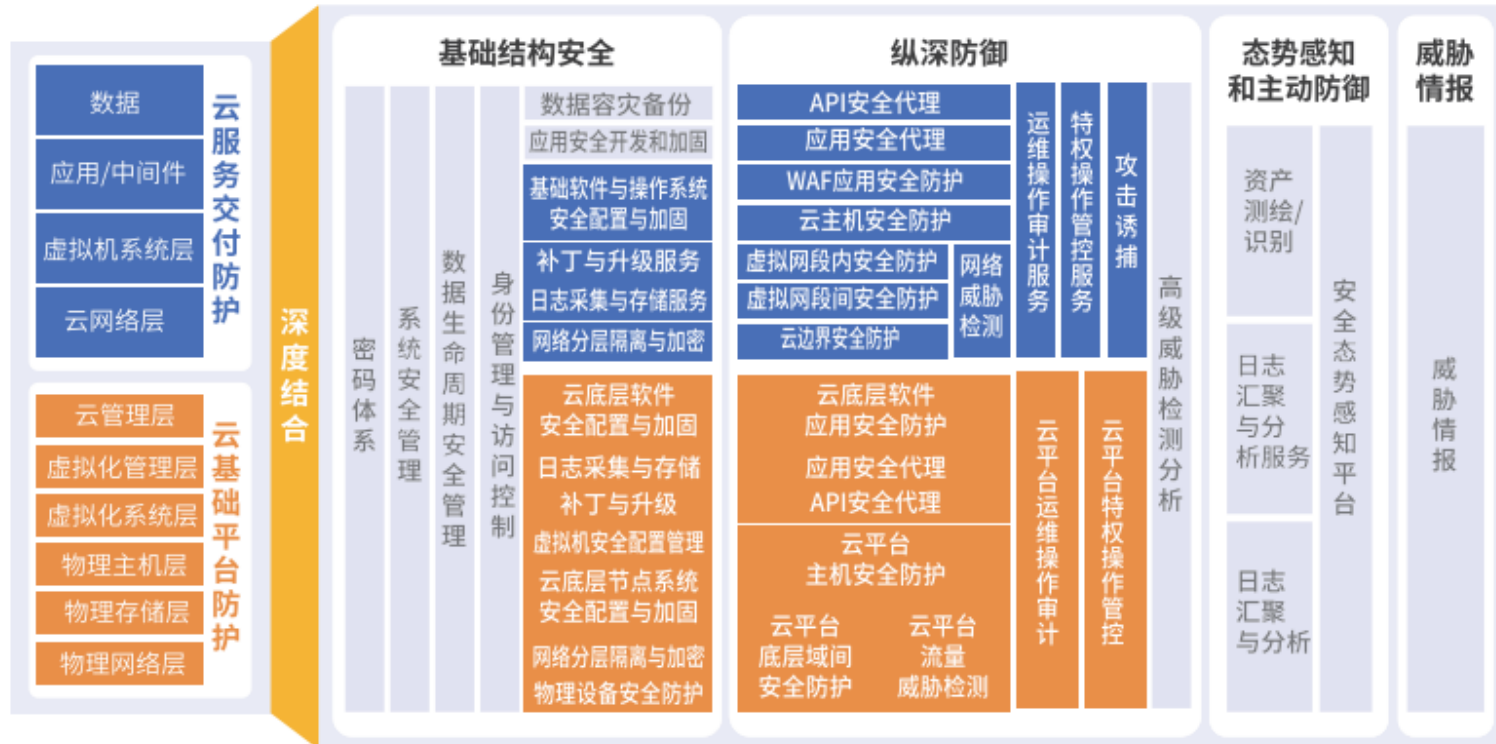 数据
应用/中间件
虚拟机系统层
云网络层
云服务交付防护
云管理层
虚拟化管理层
虚拟化系统层
物理主机层
物理存储层
物理网络层
云基础平台防护
深度结合
基础结构安全
密码体系
系统安全管理
数据生命周期安全管理
身份管理与访问控制
数据容灾备份
应用安全开发和加固
基础软件与操作系统
安全配置与加固
补丁与升级服务
日志采集与存储服务
网络分层隔离与加密
云底层软件
安全配置与加固
日志采集与存储
补丁与升级
虚拟机安全配置管理
云底层节点系统
安全配置与加固
网络分层隔离与加密
物理设备安全防护
纵深防御
API安全代理
应用安全代理
WAF应用安全防护
云主机安全防护
虚拟网段内安全防护
虚拟网段间安全防护
云边界安全防护
网络
威胁
检测
运维操作审计服务
特权操作管控服务
攻击诱捕
云底层软件
应用安全防护
应用安全代理
API安全代理
云平台
主机安全防护
云平台
底层域间
安全防护
云平台
流量
威胁检测
云平台运维操作审计
云平台特权操作管控
高级威胁检测分析
态势感知
和主动防御
资产
测绘/
识别
日志
汇聚
与分
析服务
日志
汇聚
与分析
安全态势感知平台
威胁
情报
威胁情报